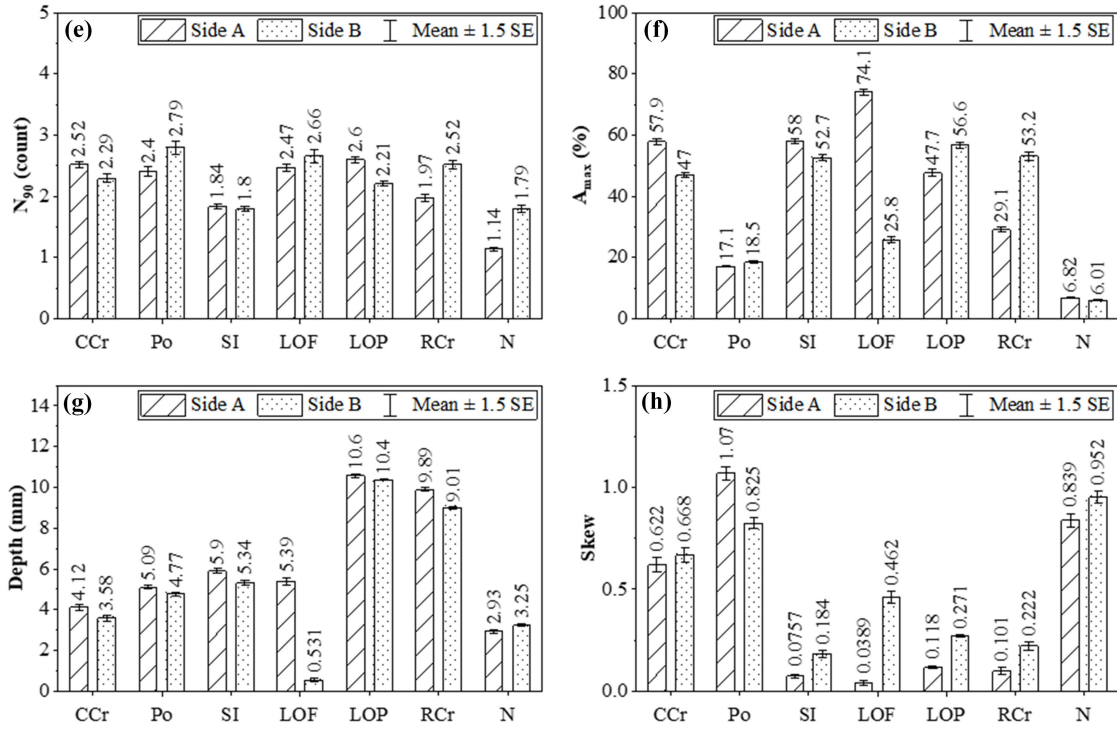 (e)
Side A Side B Mean ± 1.5 SE
N90 (count)
5
4
3
2
1
0
2.52 2.29 2.4 2.79 1.84 1.8 2.47 2.66 2.6 2.21 1.97 2.52 1.14 1.79
CCr Po SI LOF LOP RCr N
(f)
Side A Side B Mean ± 1.5 SE
Amax (%)
100
80
60
40
20
0
57.9 47 17.1 18.5 58 52.7 74.1 25.8 47.7 56.6 29.1 53.2 6.82 6.01
CCr Po SI LOF LOP RCr N
(g)
Side A Side B Mean ± 1.5 SE
Depth (mm)
14
12
10
8
6
4
2
0
4.12 3.58 5.09 4.77 5.9 5.34 5.39 0.531 10.6 10.4 9.89 9.01 2.93 3.25
CCr Po SI LOF LOP RCr N
(h)
Side A Side B Mean ± 1.5 SE
Skew
1.5
1.0
0.5
0.0
0.622 0.668 1.07 0.825 0.0757 0.184 0.0389 0.462 0.118 0.271 0.101 0.222 0.839 0.952
CCr Po SI LOF LOP RCr N